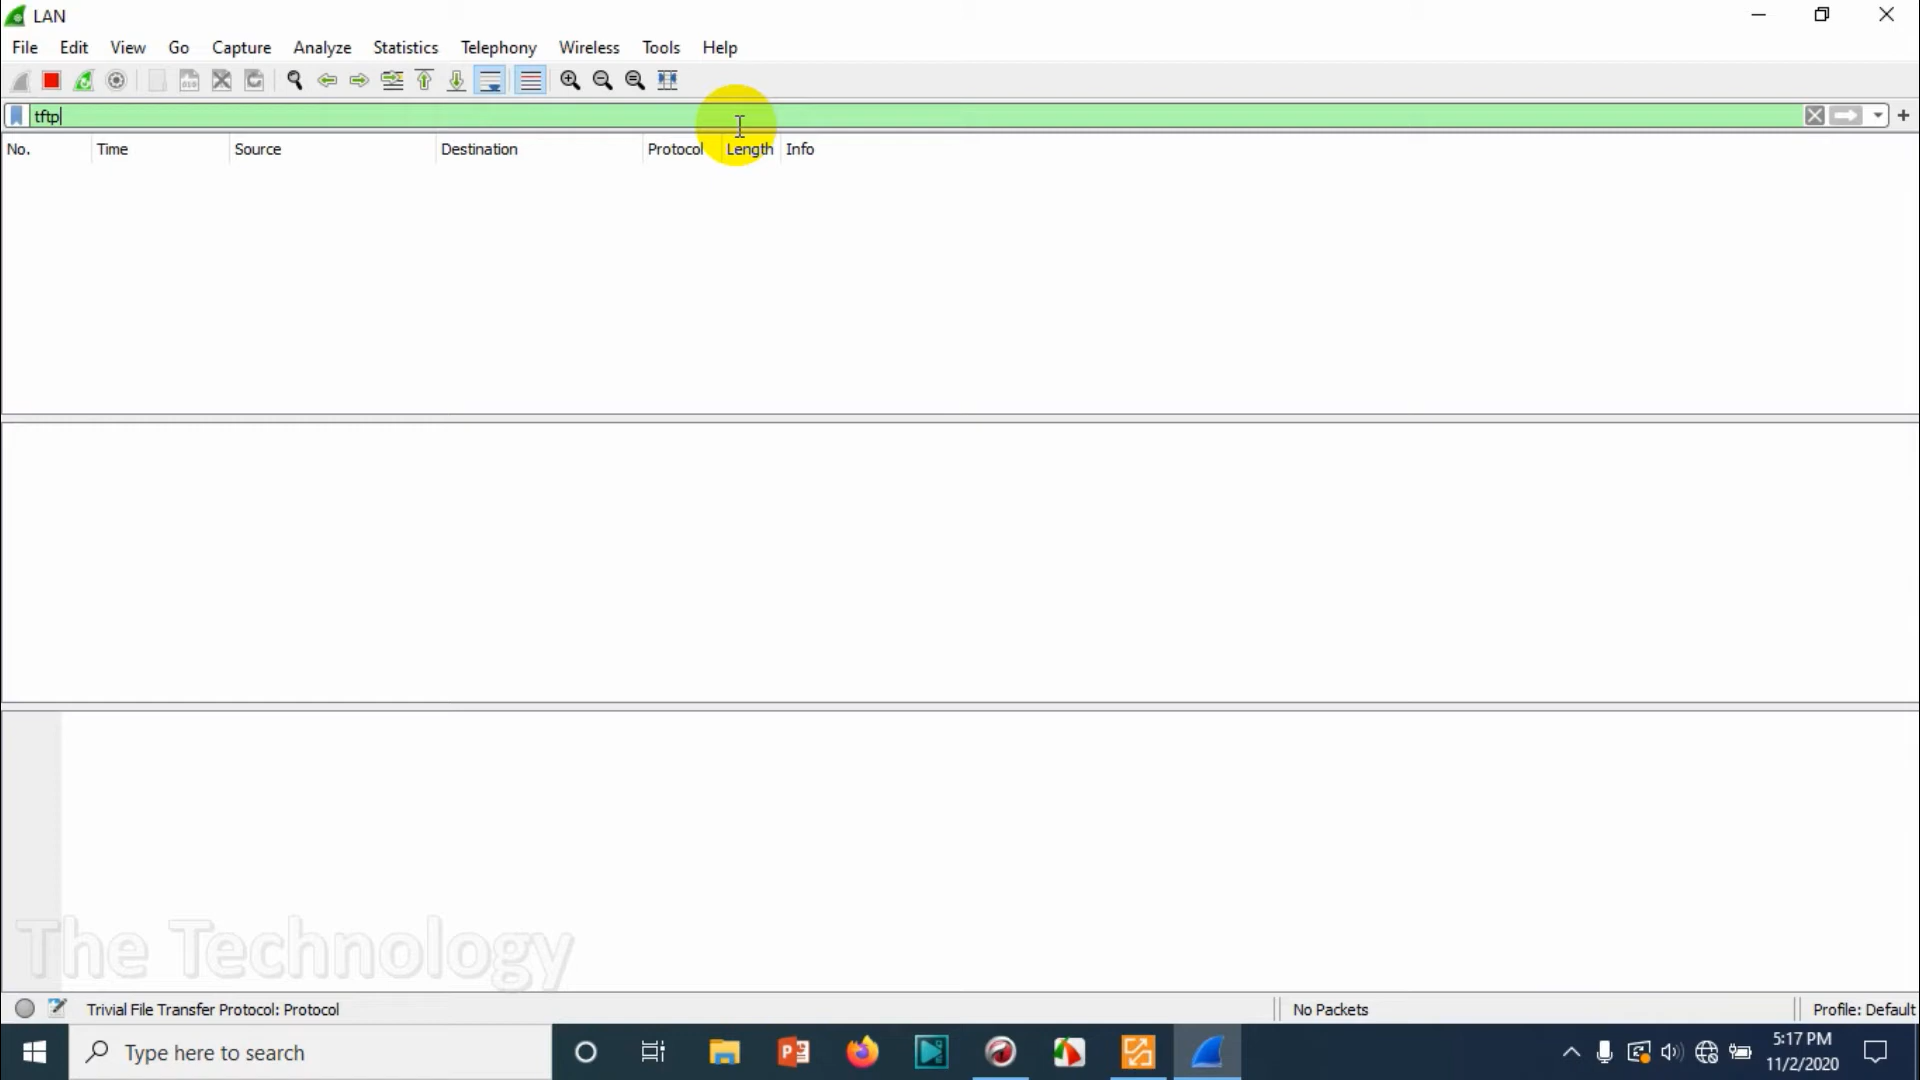 LAN
File Edit View Go Capture Analyze Statistics Telephony Wireless Tools Help
tftp
No. Time Source Destination Protocol Length Info
The Technology
Trivial File Transfer Protocol: Protocol No Packets Profile: Default
Type here to search
5:17 PM
11/2/2020